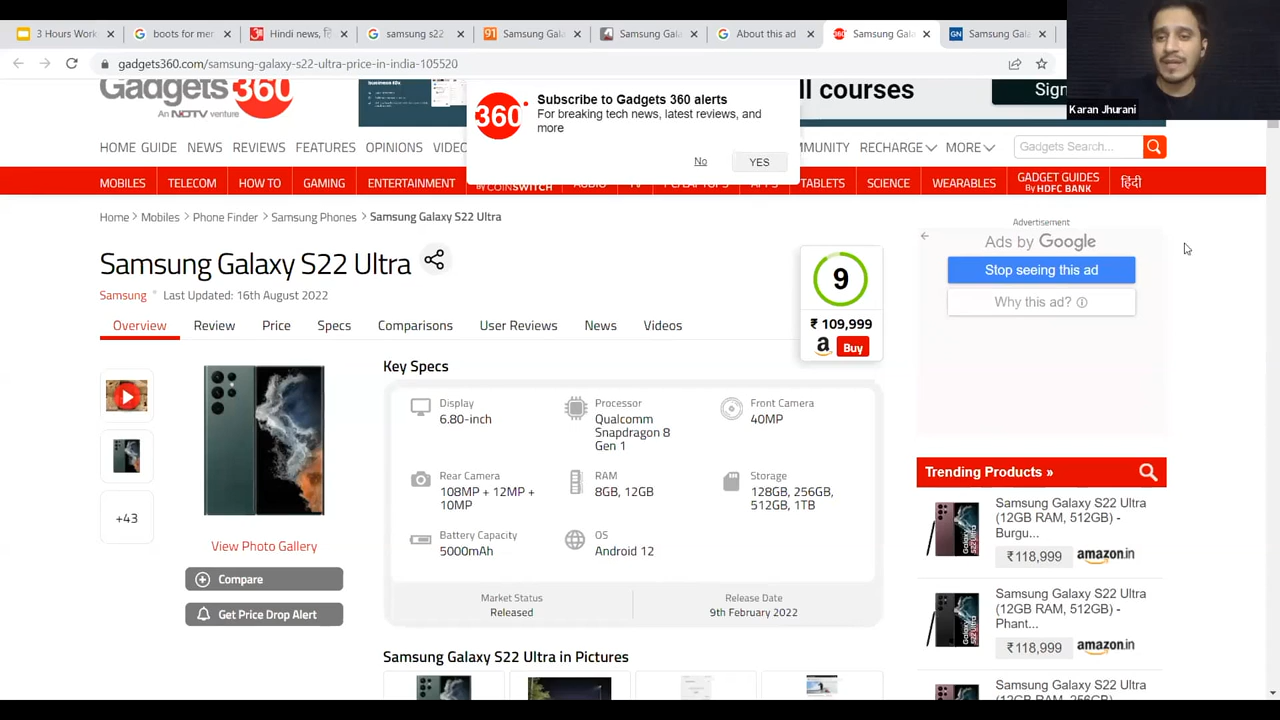 3 Hours Work
boots for mer
Hindi news, हि
samsung s22
Samsung Gal
Samsung Gal
About this ad
Samsung Gala
Samsung Gala
gadgets360.com/samsung-galaxy-s22-ultra-price-in-india-105520
Karan Jhurani
Gadgets 360
An NDTV venture
ll courses
Sign
Subscribe to Gadgets 360 alerts
For breaking tech news, latest reviews, and
more
No
YES
HOME GUIDE NEWS REVIEWS FEATURES OPINIONS VIDEO
MUNITY RECHARGE MORE
Gadgets Search...
MOBILES TELECOM HOW TO GAMING ENTERTAINMENT
By COINSWITCH
TABLETS SCIENCE WEARABLES GADGET GUIDES
By HDFC BANK
हिंदी
Home > Mobiles > Phone Finder > Samsung Phones > Samsung Galaxy S22 Ultra
Samsung Galaxy S22 Ultra
Samsung Last Updated: 16th August 2022
Overview Review Price Specs Comparisons User Reviews News Videos
9
₹ 109,999
a Buy
Key Specs
Display
6.80-inch
Processor
Qualcomm
Snapdragon 8
Gen 1
Front Camera
40MP
Rear Camera
108MP + 12MP +
10MP
RAM
8GB, 12GB
Storage
128GB, 256GB,
512GB, 1TB
Battery Capacity
5000mAh
OS
Android 12
Market Status
Released
Release Date
9th February 2022
+43
View Photo Gallery
Compare
Get Price Drop Alert
Samsung Galaxy S22 Ultra in Pictures
Advertisement
Ads by Google
Stop seeing this ad
Why this ad?
Trending Products »
Samsung Galaxy S22 Ultra
(12GB RAM, 512GB) -
Burgu...
₹118,999
amazon.in
Samsung Galaxy S22 Ultra
(12GB RAM, 512GB) -
Phant...
₹118,999
amazon.in
Samsung Galaxy S22 Ultra